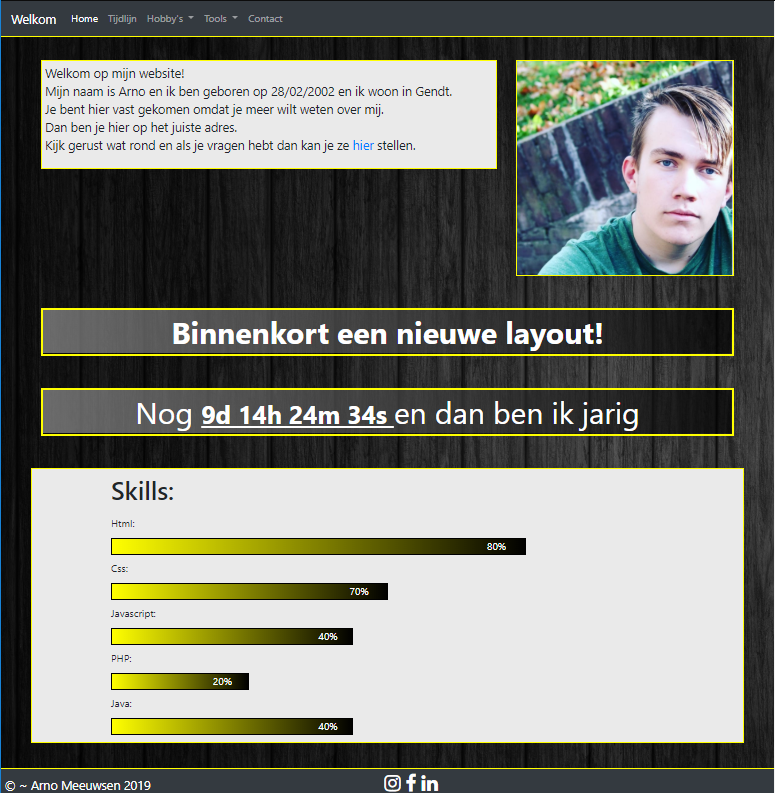 Welkom Home Tijdlijn Hobby's Tools Contact
Welkom op mijn website!
Mijn naam is Arno en ik ben geboren op 28/02/2002 en ik woon in Gendt.
Je bent hier vast gekomen omdat je meer wilt weten over mij.
Dan ben je hier op het juiste adres.
Kijk gerust wat rond en als je vragen hebt dan kan je ze hier stellen.
Binnenkort een nieuwe layout!
Nog 9d 14h 24m 34s en dan ben ik jarig
Skills:
Html:
80%
Css:
70%
Javascript:
40%
PHP:
20%
Java:
40%
© ~ Arno Meeuwsen 2019